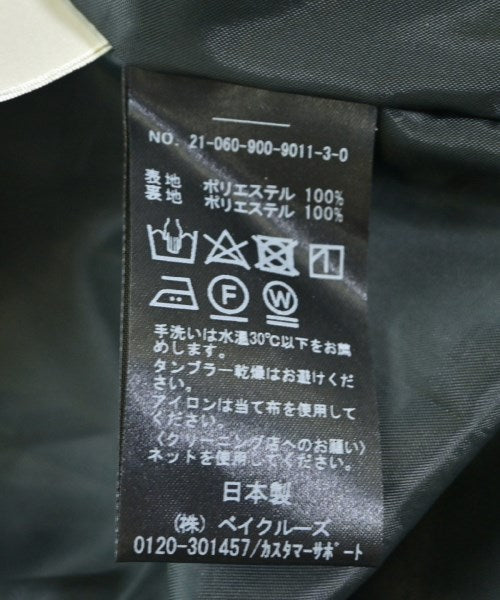 NO. 21-060-900-9011-3-0
表地 ポリエステル 100%
裏地 ポリエステル 100%
F W
手洗いは水温30℃以下をお薦
めします。
タンブラー乾燥はお避けくだ
さい。
アイロンは当て布を使用して
ください。
〈クリーニング店へのお願い〉
ネットを使用してください。
日本製
(株) ベイクルーズ
0120-301457/カスタマーサポート